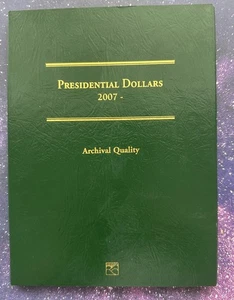 PRESIDENTIAL DOLLARS
2007 -
Archival Quality